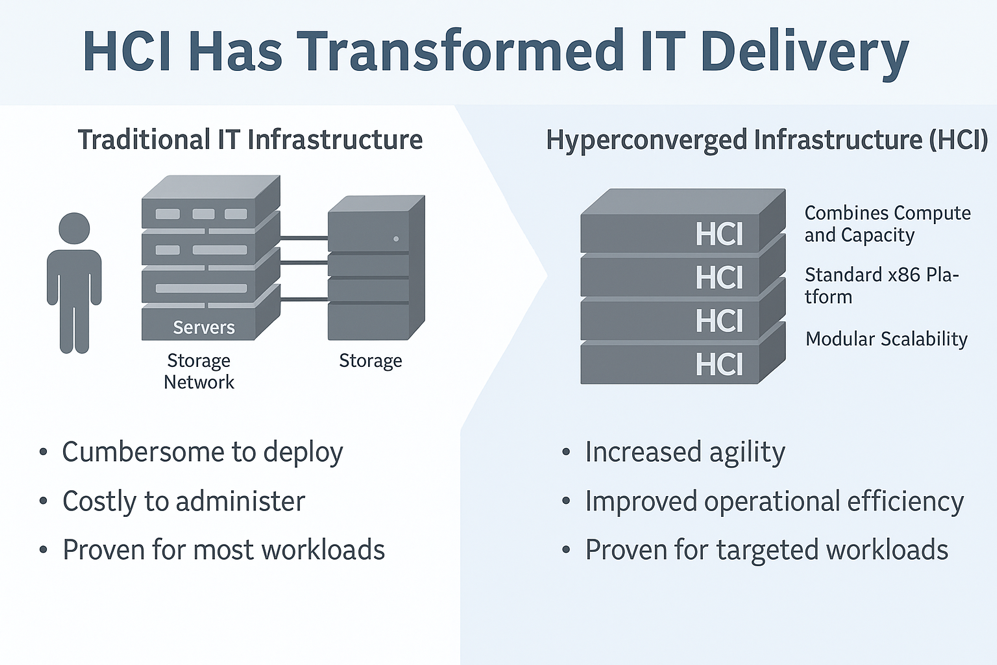 HCI Has Transformed IT Delivery
Traditional IT Infrastructure
Servers
Storage
Network
Storage
• Cumbersome to deploy
• Costly to administer
• Proven for most workloads
Hyperconverged Infrastructure (HCI)
HCI
HCI
HCI
HCI
Combines Compute
and Capacity
Standard x86 Pla-
tform
Modular Scalability
• Increased agility
• Improved operational efficiency
• Proven for targeted workloads